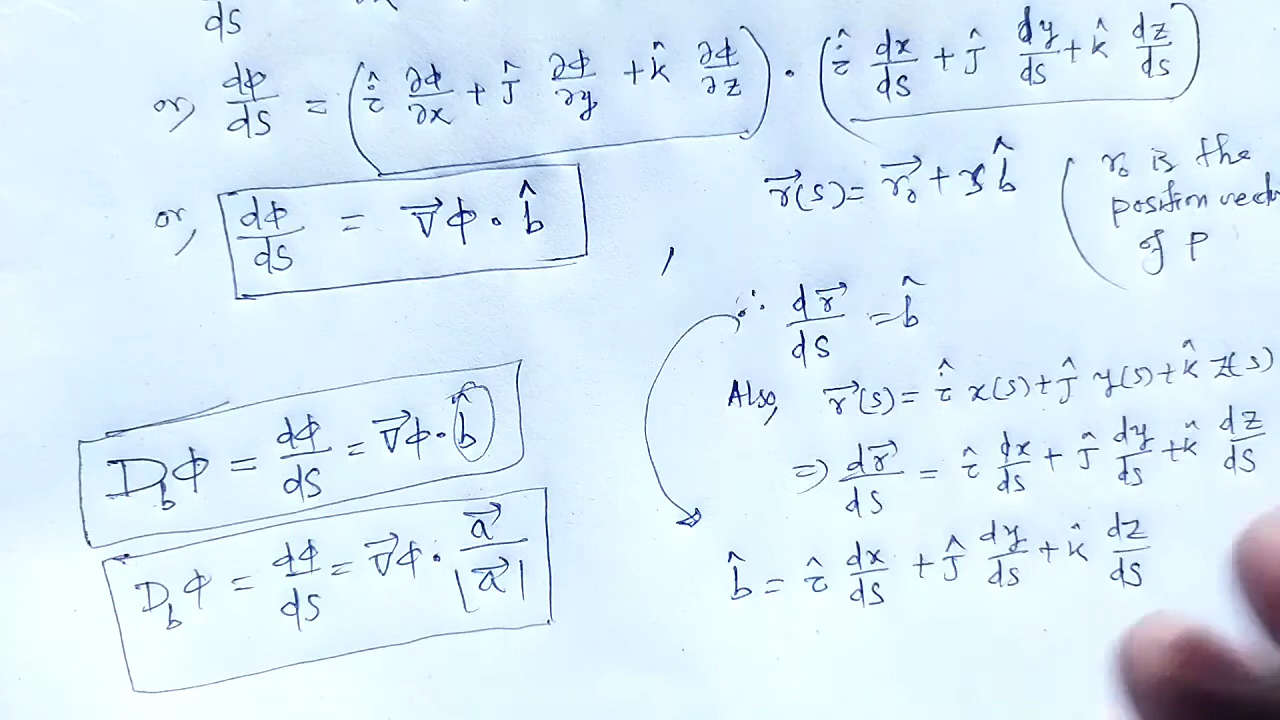 ds
or, dφ/ds = (î ∂φ/∂x + ĵ ∂φ/∂y + k̂ ∂φ/∂z) · (î dx/ds + ĵ dy/ds + k̂ dz/ds)
or, dφ/ds = ∇⃗φ · b̂ ,
r⃗(s) = r⃗₀ + s b̂ ( r₀ is the
position vect
of P
∴ dr⃗/ds = b̂
Also, r⃗(s) = î x(s) + ĵ y(s) + k̂ z(s)
⇒ dr⃗/ds = î dx/ds + ĵ dy/ds + k̂ dz/ds
b̂ = î dx/ds + ĵ dy/ds + k̂ dz/ds
D_b φ = dφ/ds = ∇⃗φ · b̂
D_b φ = dφ/ds = ∇⃗φ · a⃗/|a⃗|